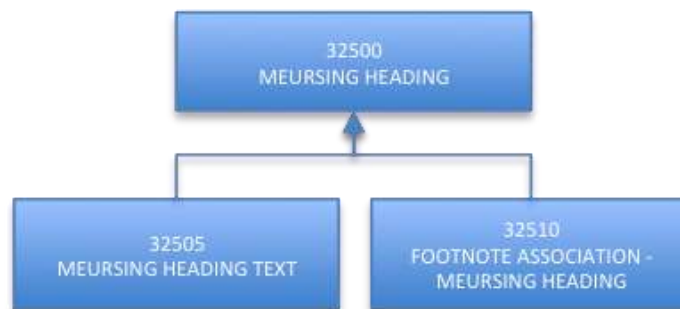 32500
MEURSING HEADING
32505
MEURSING HEADING TEXT
32510
FOOTNOTE ASSOCIATION -
MEURSING HEADING